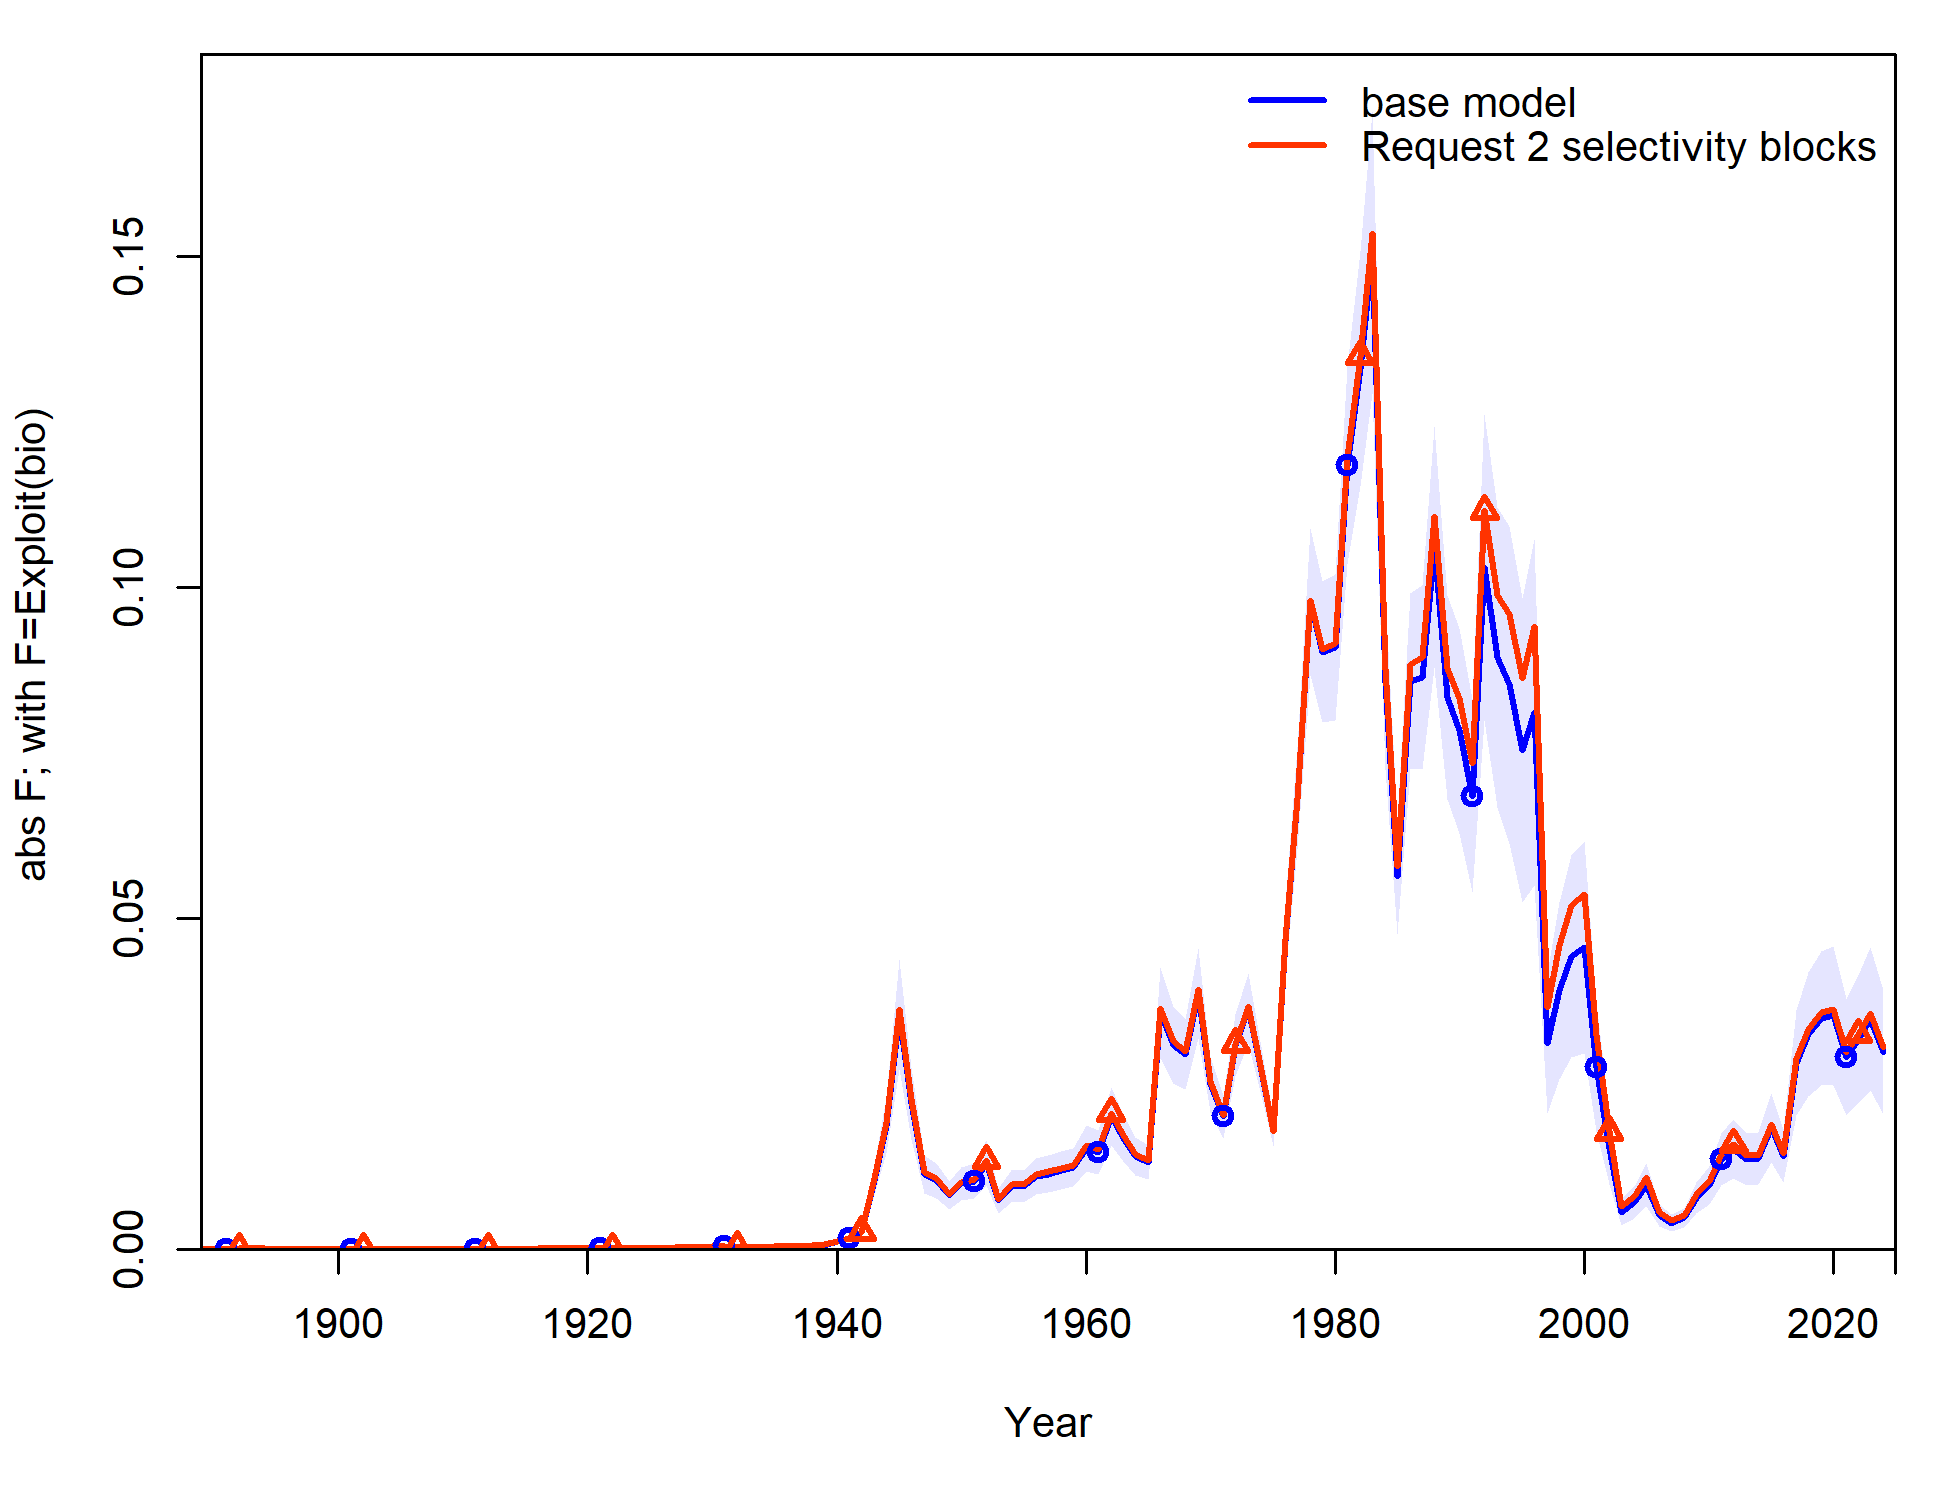 base model
Request 2 selectivity blocks
abs F; with F=Exploit(bio)
0.15
0.10
0.05
0.00
1900 1920 1940 1960 1980 2000 2020
Year